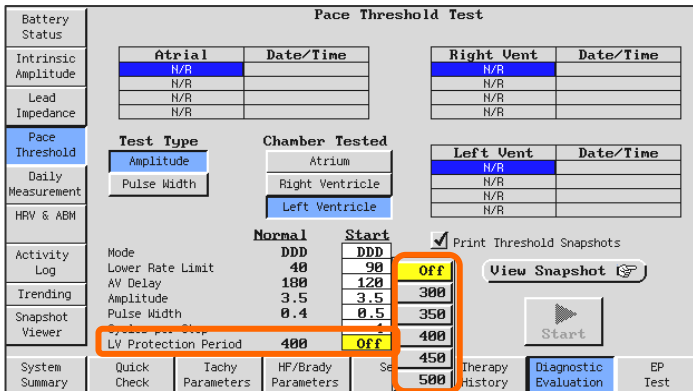 Pace Threshold Test
Battery
Status
Intrinsic
Amplitude
Lead
Impedance
Pace
Threshold
Daily
Measurement
HRV & ABM
Activity
Log
Trending
Snapshot
Viewer
System
Summary
Atrial Date/Time
N/R
N/R
N/R
N/R
Right Vent Date/Time
N/R
N/R
N/R
N/R
Test Type
Amplitude
Pulse Width
Chamber Tested
Atrium
Right Ventricle
Left Ventricle
Left Vent Date/Time
N/R
N/R
N/R
N/R
Normal Start
Mode DDD DDD
Lower Rate Limit 40 90
AV Delay 180 120
Amplitude 3.5 3.5
Pulse Width 0.4 0.5
LV Protection Period 400 Off
Off
300
350
400
450
500
Print Threshold Snapshots
View Snapshot
Start
Quick
Check
Tachy
Parameters
HF/Brady
Parameters
Se
Therapy
History
Diagnostic
Evaluation
EP
Test